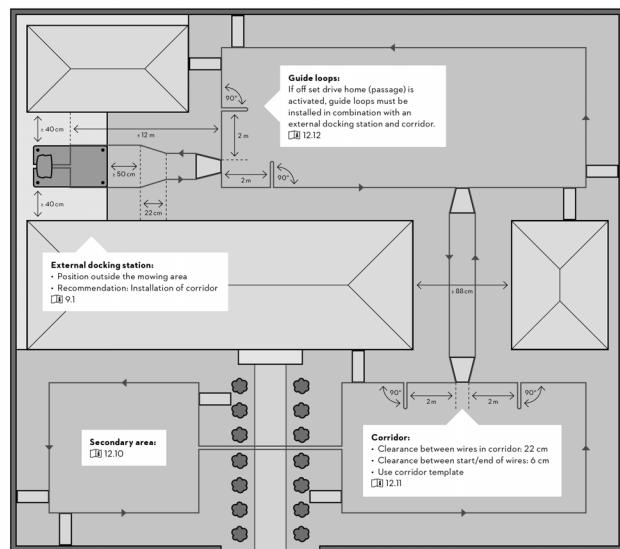 Guide loops:
If off set drive home (passage) is
activated, guide loops must be
installed in combination with an
external docking station and corridor.
12.12
90°
± 40 cm
± 12 m
2 m
± 50 cm
2 m
90°
± 40 cm
22 cm
External docking station:
• Position outside the mowing area
• Recommendation: Installation of corridor
9.1
± 88 cm
90°
2 m
2 m
90°
Secondary area:
12.10
Corridor:
• Clearance between wires in corridor: 22 cm
• Clearance between start/end of wires: 6 cm
• Use corridor template
12.11